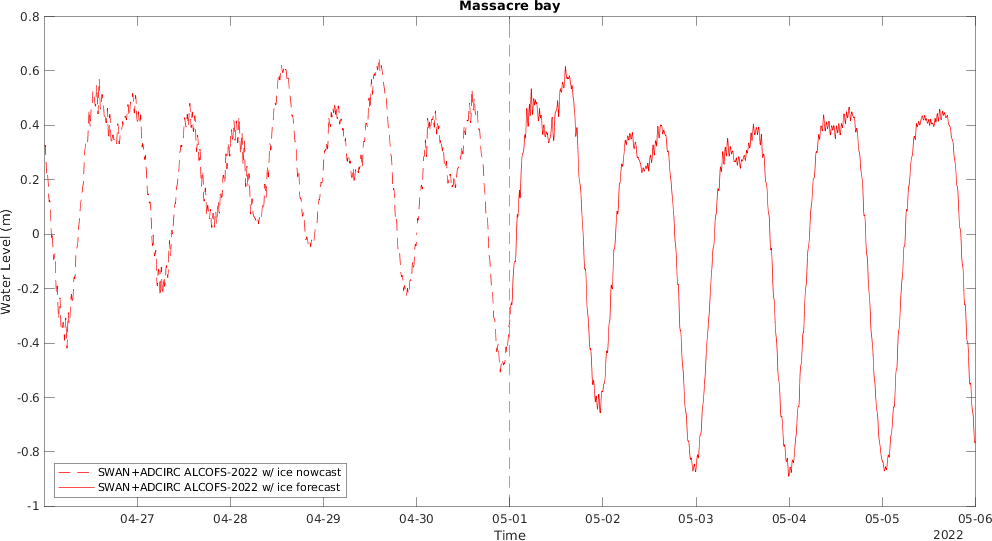 Massacre bay
0.8
0.6
0.4
0.2
0
-0.2
-0.4
-0.6
-0.8
-1
Water Level (m)
SWAN+ADCIRC ALCOFS-2022 w/ ice nowcast
SWAN+ADCIRC ALCOFS-2022 w/ ice forecast
04-27 04-28 04-29 04-30 05-01 05-02 05-03 05-04 05-05 05-06
Time
2022